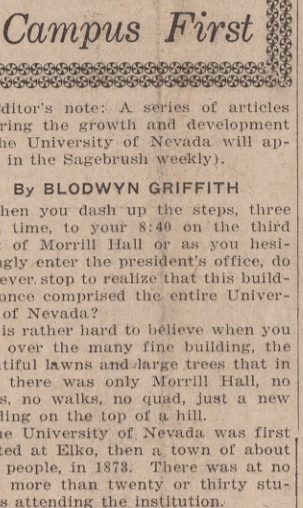 Campus First
ditor's note: A series of articles
ring the growth and development
he University of Nevada will ap-
in the Sagebrush weekly).
By BLODWYN GRIFFITH
hen you dash up the steps, three
time, to your 8:40 on the third
of Morrill Hall or as you hesi-
ngly enter the president's office, do
ever stop to realize that this build-
once comprised the entire Univer-
of Nevada?
is rather hard to believe when you
over the many fine building, the
tiful lawns and large trees that in
there was only Morrill Hall, no
s, no walks, no quad, just a new
ding on the top of a hill.
he University of Nevada was first
ted at Elko, then a town of about
people, in 1873. There was at no
more than twenty or thirty stu-
s attending the institution.